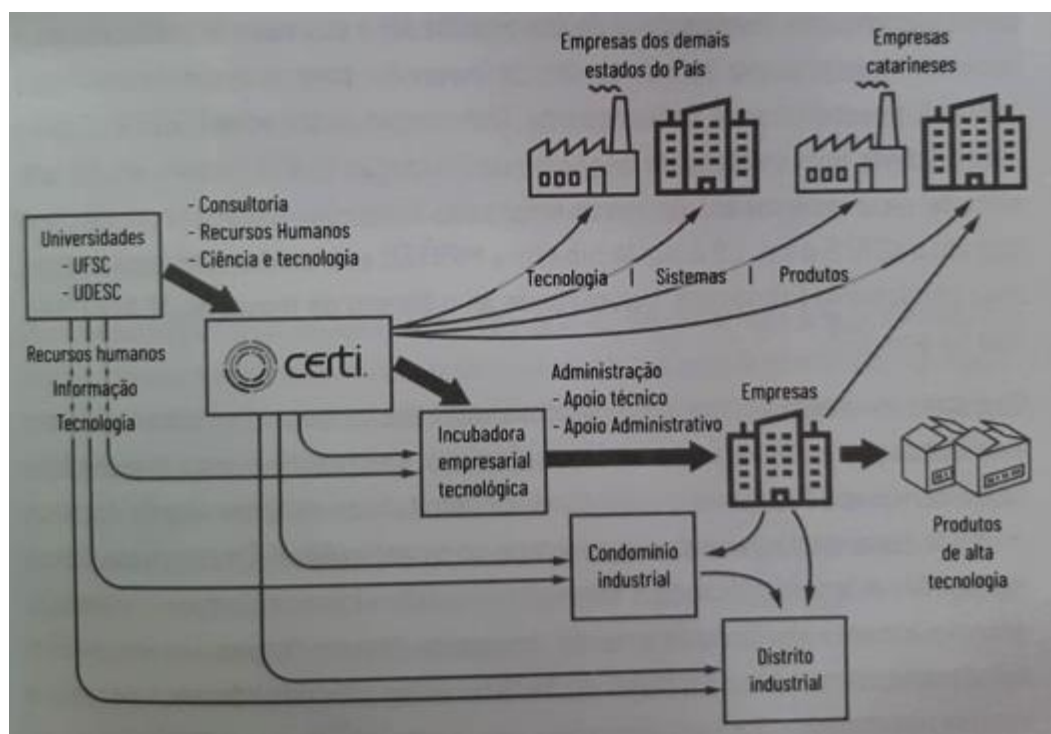 Empresas dos demais
estados do País
Empresas
catarineses
- Consultoria
- Recursos Humanos
- Ciência e tecnologia
Universidades
- UFSC
- UDESC
Tecnologia | Sistemas | Produtos
Recursos humanos
Informação
Tecnologia
certi.
Administração
- Apoio técnico
- Apoio Administrativo
Empresas
Incubadora
empresarial
tecnológica
Produtos
de alta
tecnologia
Condomínio
industrial
Distrito
industrial